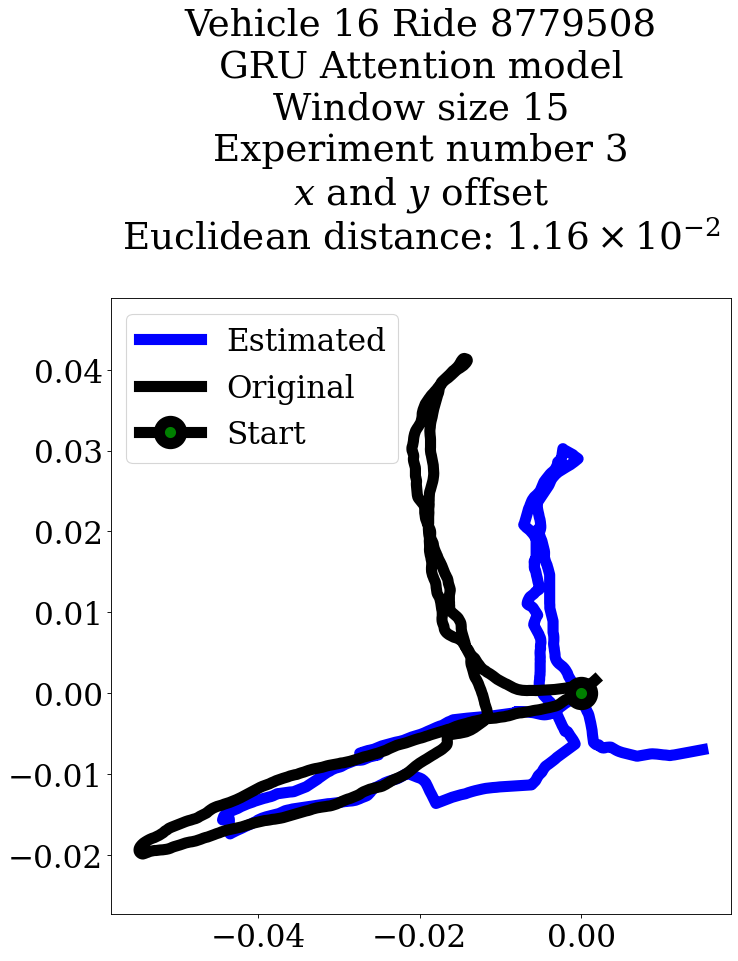 Vehicle 16 Ride 8779508
GRU Attention model
Window size 15
Experiment number 3
x and y offset
Euclidean distance: 1.16 × 10⁻²
Estimated
Original
Start
0.04
0.03
0.02
0.01
0.00
−0.01
−0.02
−0.04
−0.02
0.00